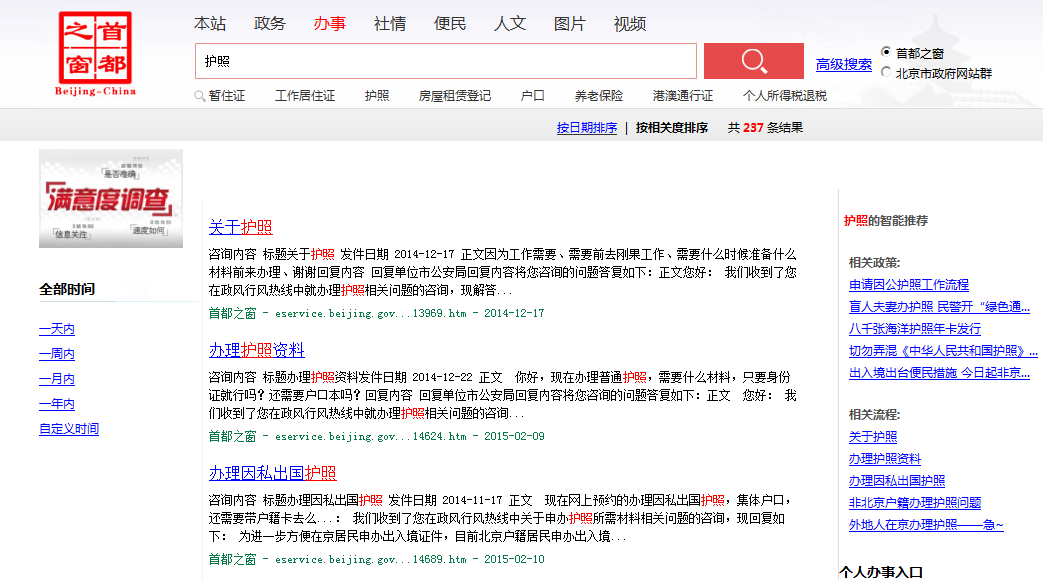 首都之窗
Beijing-China
本站 政务 办事 社情 便民 人文 图片 视频
护照
高级搜索
首都之窗
北京市政府网站群
暂住证 工作居住证 护照 房屋租赁登记 户口 养老保险 港澳通行证 个人所得税退税
按日期排序 | 按相关度排序 共 237 条结果
是否准确
满意度调查
信息关注 速度如何
全部时间
一天内
一周内
一月内
一年内
自定义时间
关于护照
咨询内容 标题关于护照 发件日期 2014-12-17 正文因为工作需要、需要前去刚果工作、需要什么时候准备什么
材料前来办理、谢谢回复内容 回复单位市公安局回复内容将您咨询的问题答复如下：正文您好： 我们收到了您
在政风行风热线中就办理护照相关问题的咨询，现解答...
首都之窗 - eservice.beijing.gov...13969.htm - 2014-12-17
办理护照资料
咨询内容 标题办理护照资料发件日期 2014-12-22 正文 你好，现在办理普通护照，需要什么材料，只要身份
证就行吗？还需要户口本吗？回复内容 回复单位市公安局回复内容将您咨询的问题答复如下：正文 您好： 我
们收到了您在政风行风热线中就办理护照相关问题的咨询...
首都之窗 - eservice.beijing.gov...14624.htm - 2015-02-09
办理因私出国护照
咨询内容 标题办理因私出国护照 发件日期 2014-11-17 正文 现在网上预约的办理因私出国护照，集体户口，
还需要带户籍卡去么...： 我们收到了您在政风行风热线中关于申办护照所需材料相关问题的咨询，现回复如
下： 为进一步方便在京居民申办出入境证件，目前北京户籍居民申办出入境...
首都之窗 - eservice.beijing.gov...14689.htm - 2015-02-10
护照的智能推荐
相关政策:
申请因公护照工作流程
盲人夫妻办护照 民警开“绿色通...
八千张海洋护照年卡发行
切勿弄混《中华人民共和国护照》...
出入境出台便民措施 今日起非京...
相关流程:
关于护照
办理护照资料
办理因私出国护照
非北京户籍办理护照问题
外地人在京办理护照——急~
个人办事入口